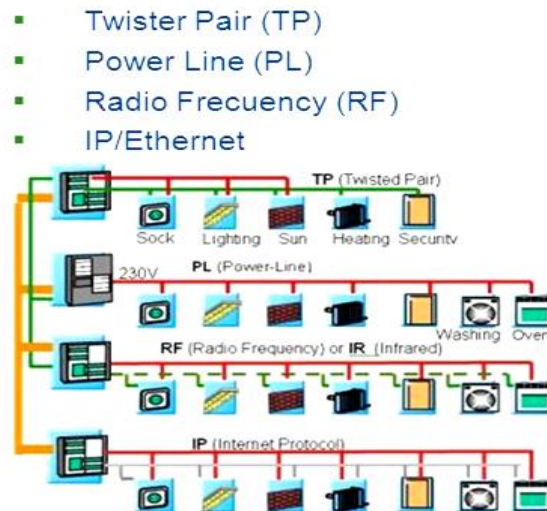 Twister Pair (TP)
Power Line (PL)
Radio Frecuency (RF)
IP/Ethernet
TP (Twisted Pair)
Sock Lighting Sun Heating Security
230V PL (Power-Line)
Washing Oven
RF (Radio Frequency) or IR (Infrared)
IP (Internet Protocol)